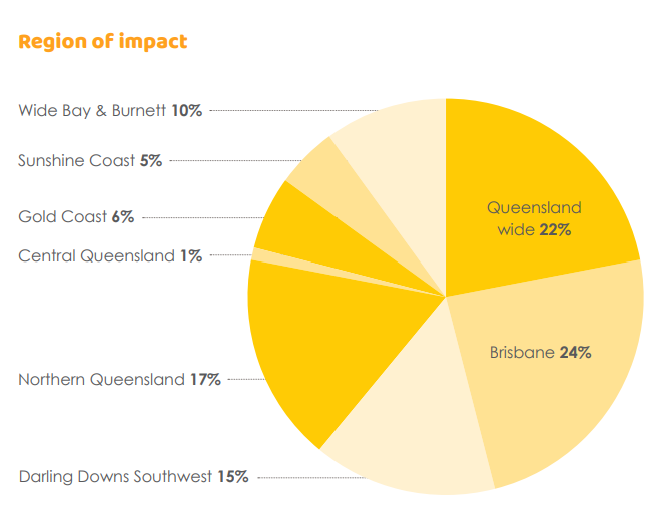 Region of impact
Wide Bay & Burnett 10%
Sunshine Coast 5%
Gold Coast 6%
Central Queensland 1%
Northern Queensland 17%
Darling Downs Southwest 15%
Queensland
wide 22%
Brisbane 24%